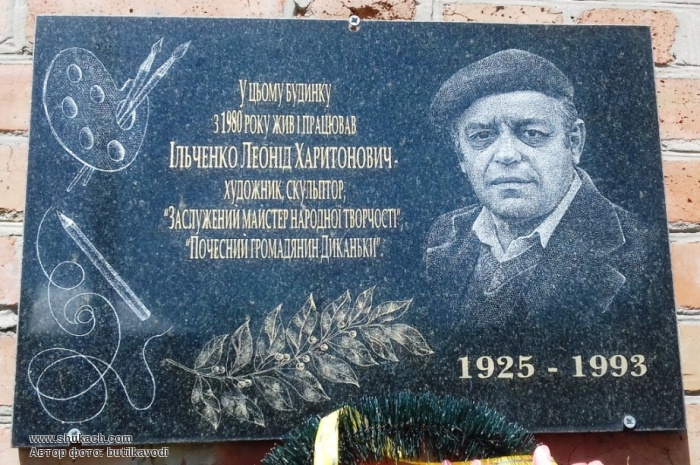 У цьому будинку
з 1980 року жив і працював
Ільченко Леонід Харитонович-
художник, скульптор,
"Заслужений майстер народної творчості",
"Почесний громадянин Диканьки".
1925 - 1993
www.shukach.com
Автор фото: butilkavodi